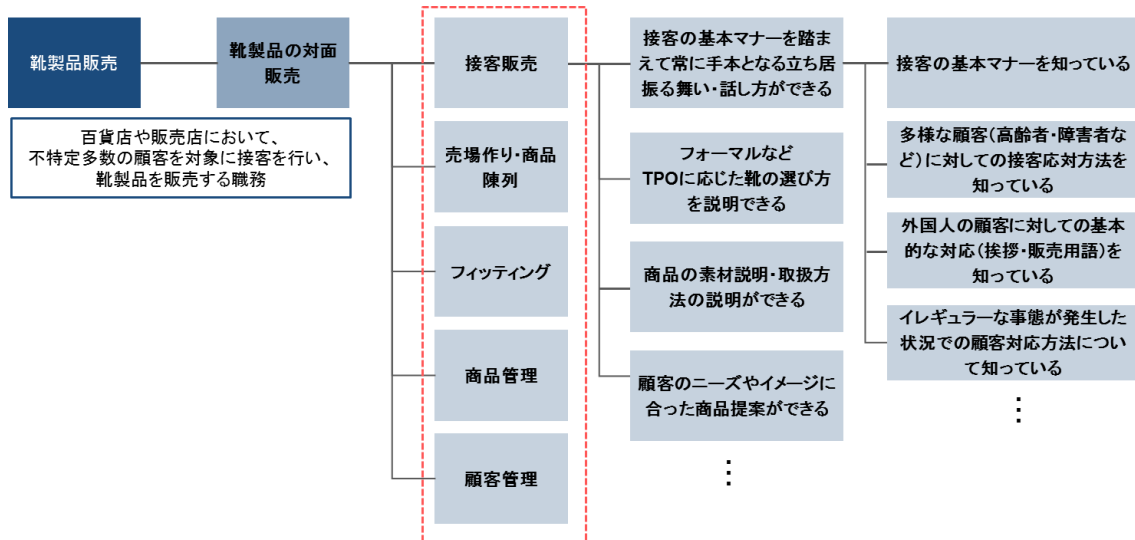 靴製品販売
靴製品の対面
販売
百貨店や販売店において、
不特定多数の顧客を対象に接客を行い、
靴製品を販売する職務
接客販売
売場作り・商品
陳列
フィッティング
商品管理
顧客管理
接客の基本マナーを踏ま
えて常に手本となる立ち居
振る舞い・話し方ができる
フォーマルなど
TPOに応じた靴の選び方
を説明できる
商品の素材説明・取扱方
法の説明ができる
顧客のニーズやイメージに
合った商品提案ができる
⋮
接客の基本マナーを知っている
多様な顧客(高齢者・障害者な
ど)に対しての接客応対方法を
知っている
外国人の顧客に対しての基本
的な対応(挨拶・販売用語)を
知っている
イレギュラーな事態が発生した
状況での顧客対応方法につい
て知っている
⋮